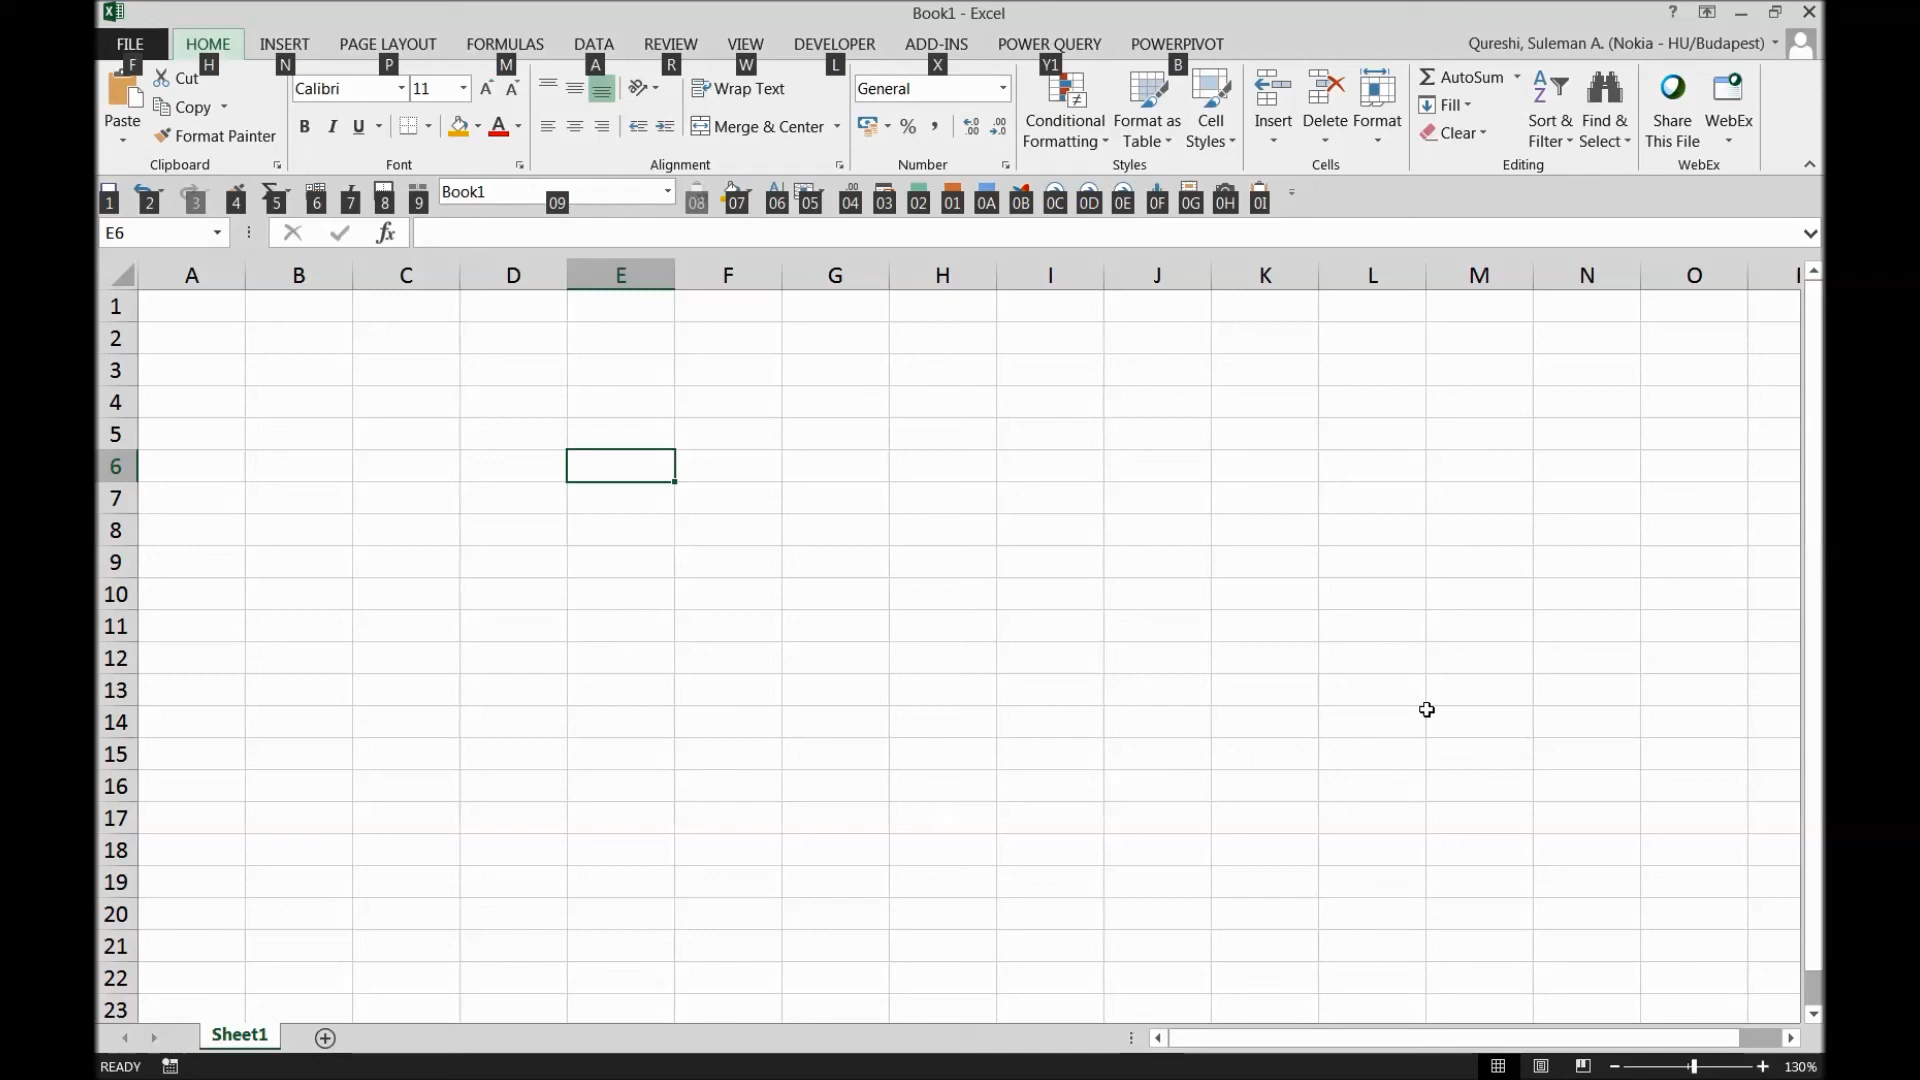 Book1 - Excel
FILE HOME INSERT PAGE LAYOUT FORMULAS DATA REVIEW VIEW DEVELOPER ADD-INS POWER QUERY POWERPIVOT Qureshi, Suleman A. (Nokia - HU/Budapest)
F H N P M A R W L X Y1 B
Cut Calibri 11 Wrap Text General AutoSum
Copy Fill
Paste Format Painter B I U Merge & Center % , Conditional Formatting Format as Table Cell Styles Insert Delete Format Clear Sort & Filter Find & Select Share This File WebEx
Clipboard Font Alignment Number Styles Cells Editing WebEx
Book1
1 2 3 4 5 6 7 8 9 09 08 07 06 05 04 03 02 01 0A 0B 0C 0D 0E 0F 0G 0H 0I
E6 fx
A B C D E F G H I J K L M N O
1
2
3
4
5
6
7
8
9
10
11
12
13
14
15
16
17
18
19
20
21
22
23
Sheet1
READY 130%